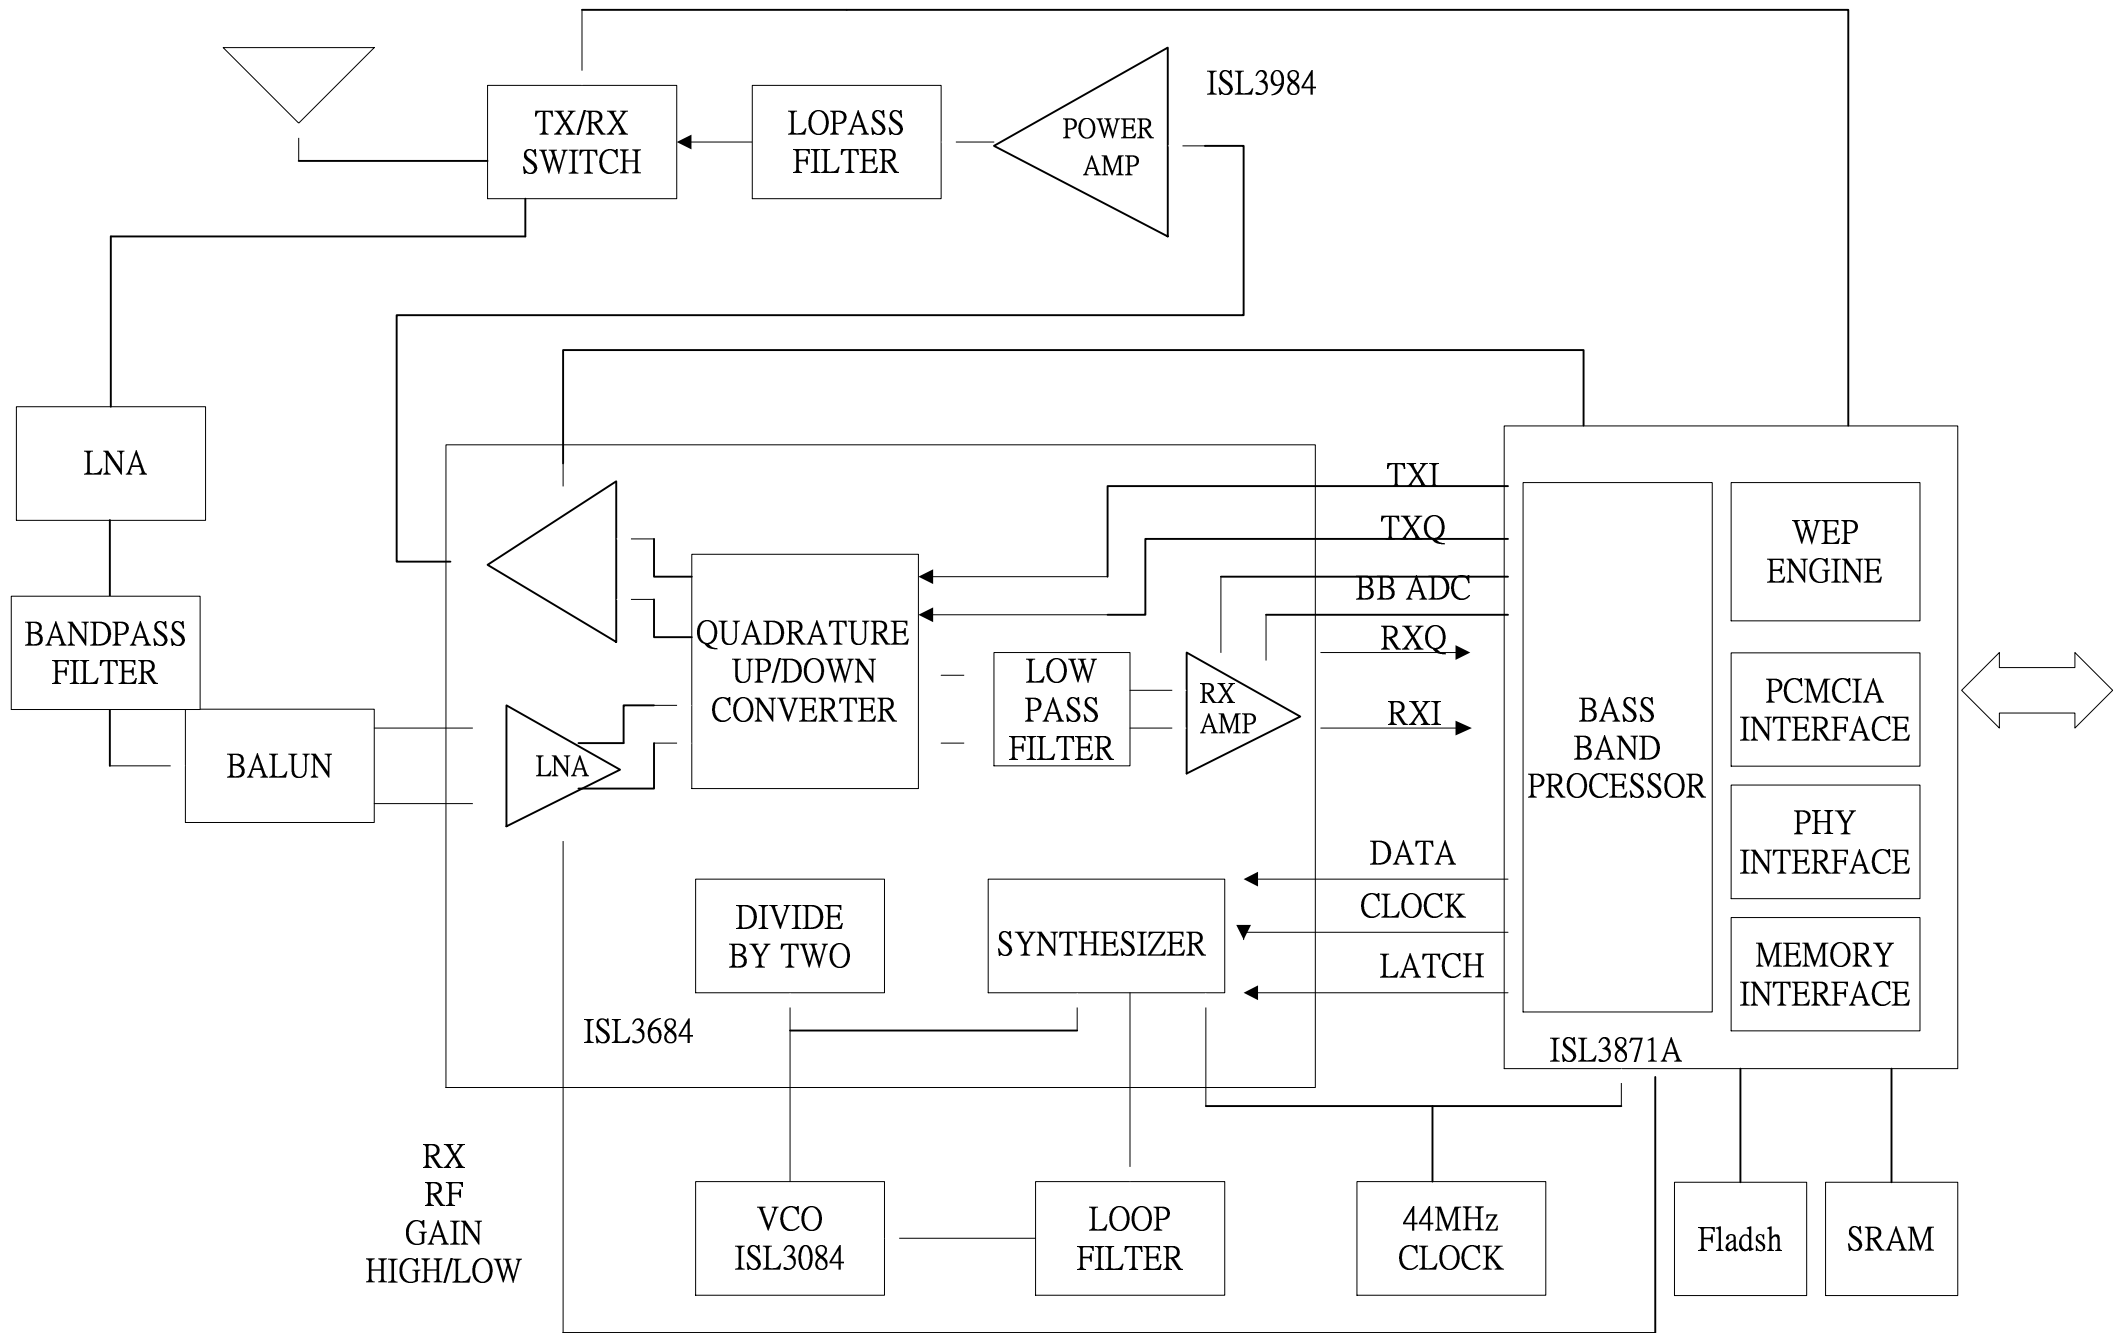 ISL3984
TX/RX
SWITCH
LOPASS
FILTER
POWER
AMP
LNA
TXI
TXQ
BB ADC
RXQ
RXI
WEP
ENGINE
BANDPASS
FILTER
QUADRATURE
UP/DOWN
CONVERTER
LOW
PASS
FILTER
RX
AMP
BASS
BAND
PROCESSOR
PCMCIA
INTERFACE
BALUN
LNA
PHY
INTERFACE
DATA
CLOCK
LATCH
DIVIDE
BY TWO
SYNTHESIZER
MEMORY
INTERFACE
ISL3684
ISL3871A
RX
RF
GAIN
HIGH/LOW
VCO
ISL3084
LOOP
FILTER
44MHz
CLOCK
Fladsh
SRAM